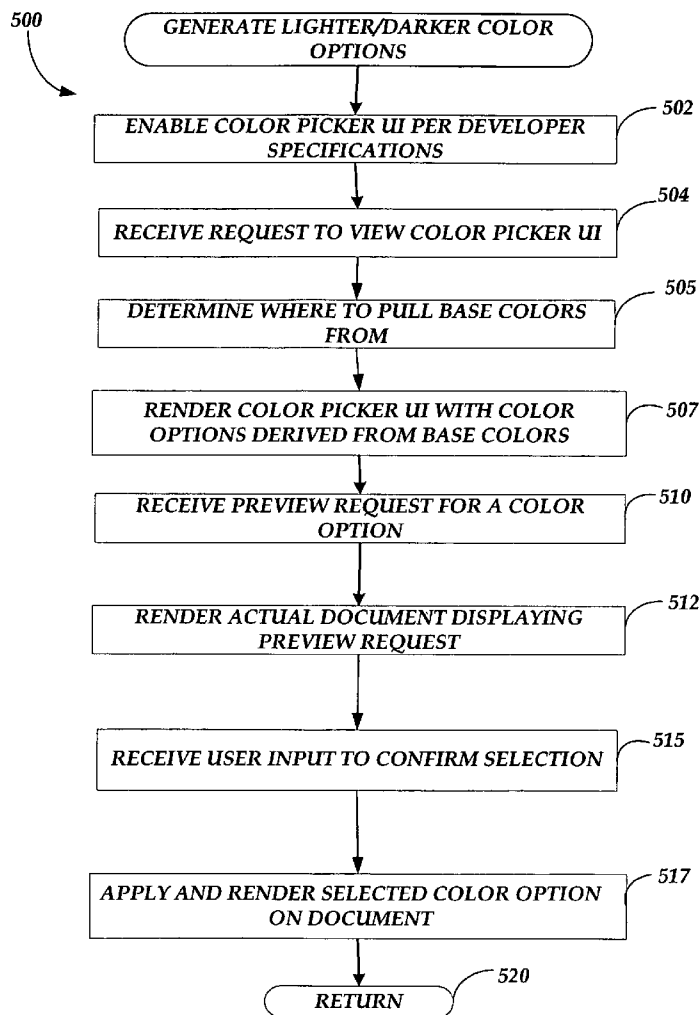 500
GENERATE LIGHTER/DARKER COLOR
OPTIONS
502
ENABLE COLOR PICKER UI PER DEVELOPER
SPECIFICATIONS
504
RECEIVE REQUEST TO VIEW COLOR PICKER UI
505
DETERMINE WHERE TO PULL BASE COLORS
FROM
507
RENDER COLOR PICKER UI WITH COLOR
OPTIONS DERIVED FROM BASE COLORS
510
RECEIVE PREVIEW REQUEST FOR A COLOR
OPTION
512
RENDER ACTUAL DOCUMENT DISPLAYING
PREVIEW REQUEST
515
RECEIVE USER INPUT TO CONFIRM SELECTION
517
APPLY AND RENDER SELECTED COLOR OPTION
ON DOCUMENT
520
RETURN